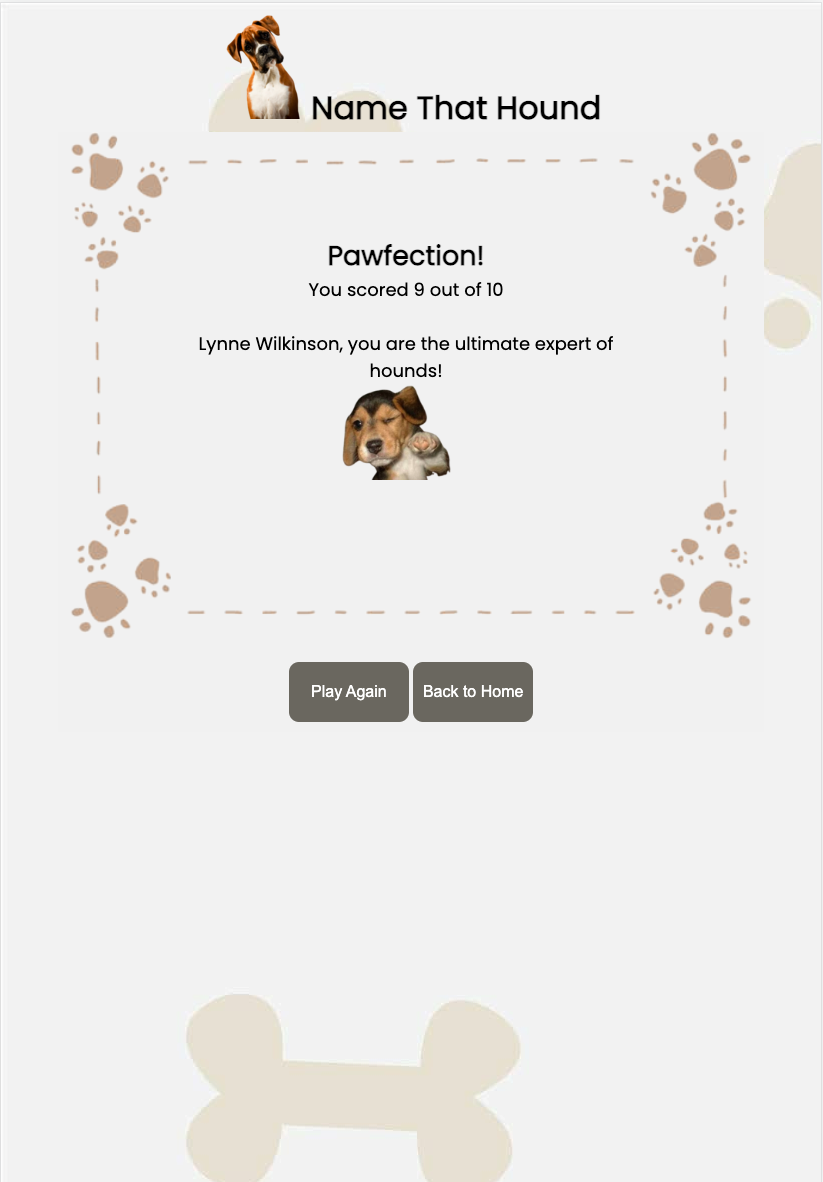 Name That Hound
Pawfection!
You scored 9 out of 10
Lynne Wilkinson, you are the ultimate expert of
hounds!
Play Again
Back to Home